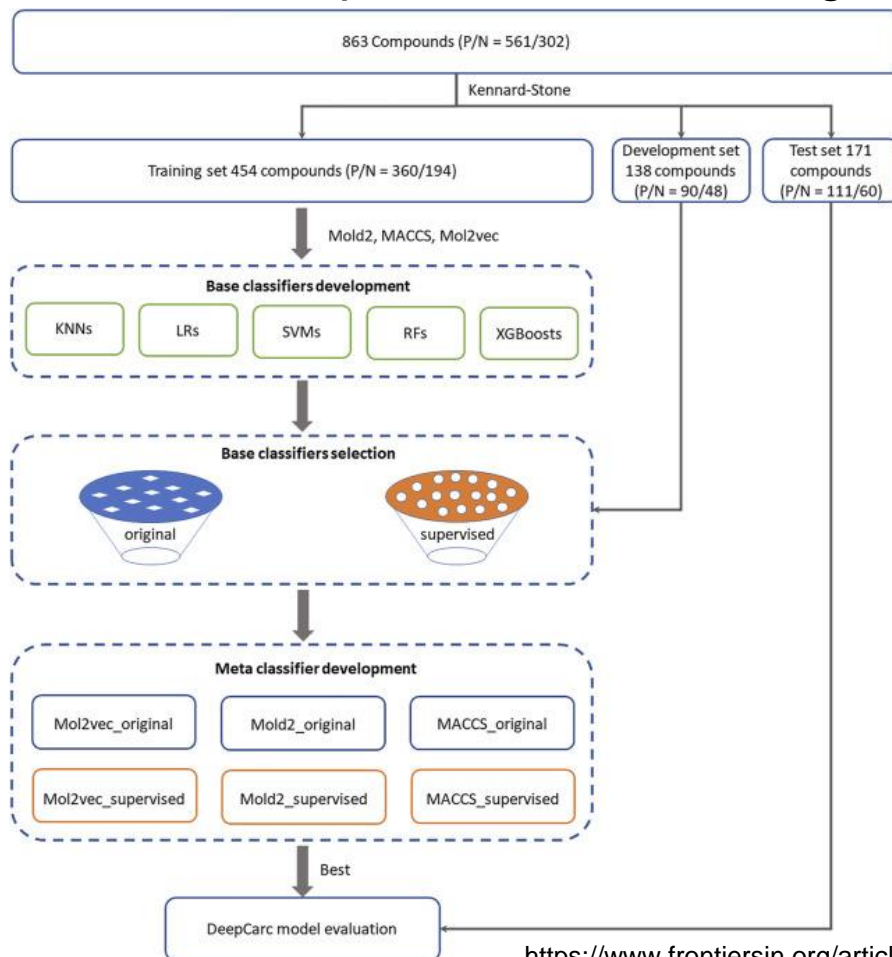 863 Compounds (P/N = 561/302)
Kennard-Stone
Training set 454 compounds (P/N = 360/194)
Development set
138 compounds
(P/N = 90/48)
Test set 171
compounds
(P/N = 111/60)
Mold2, MACCS, Mol2vec
Base classifiers development
KNNs
LRs
SVMs
RFs
XGBoosts
Base classifiers selection
original
supervised
Meta classifier development
Mol2vec_original
Mold2_original
MACCS_original
Mol2vec_supervised
Mold2_supervised
MACCS_supervised
Best
DeepCarc model evaluation